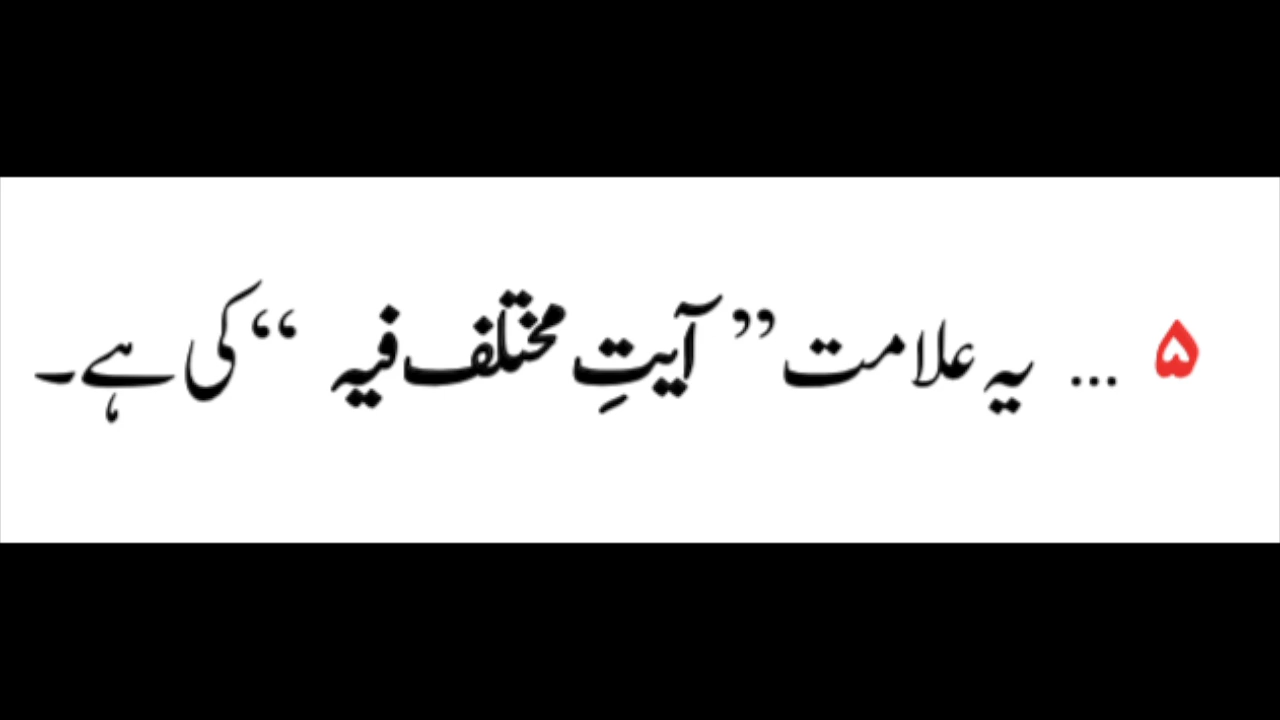 ۵ ... یہ علامت ”آیتِ مختلف فیہ “ کی ہے۔